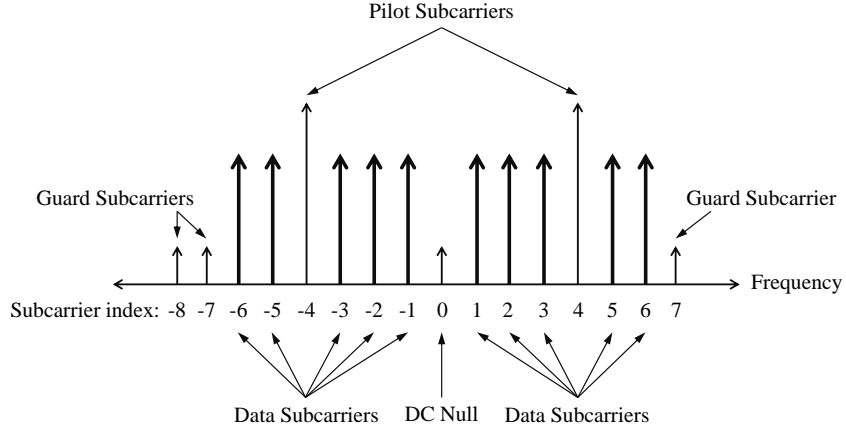 Pilot Subcarriers
Guard Subcarriers
Guard Subcarrier
Frequency
Subcarrier index: -8 -7 -6 -5 -4 -3 -2 -1 0 1 2 3 4 5 6 7
Data Subcarriers DC Null Data Subcarriers